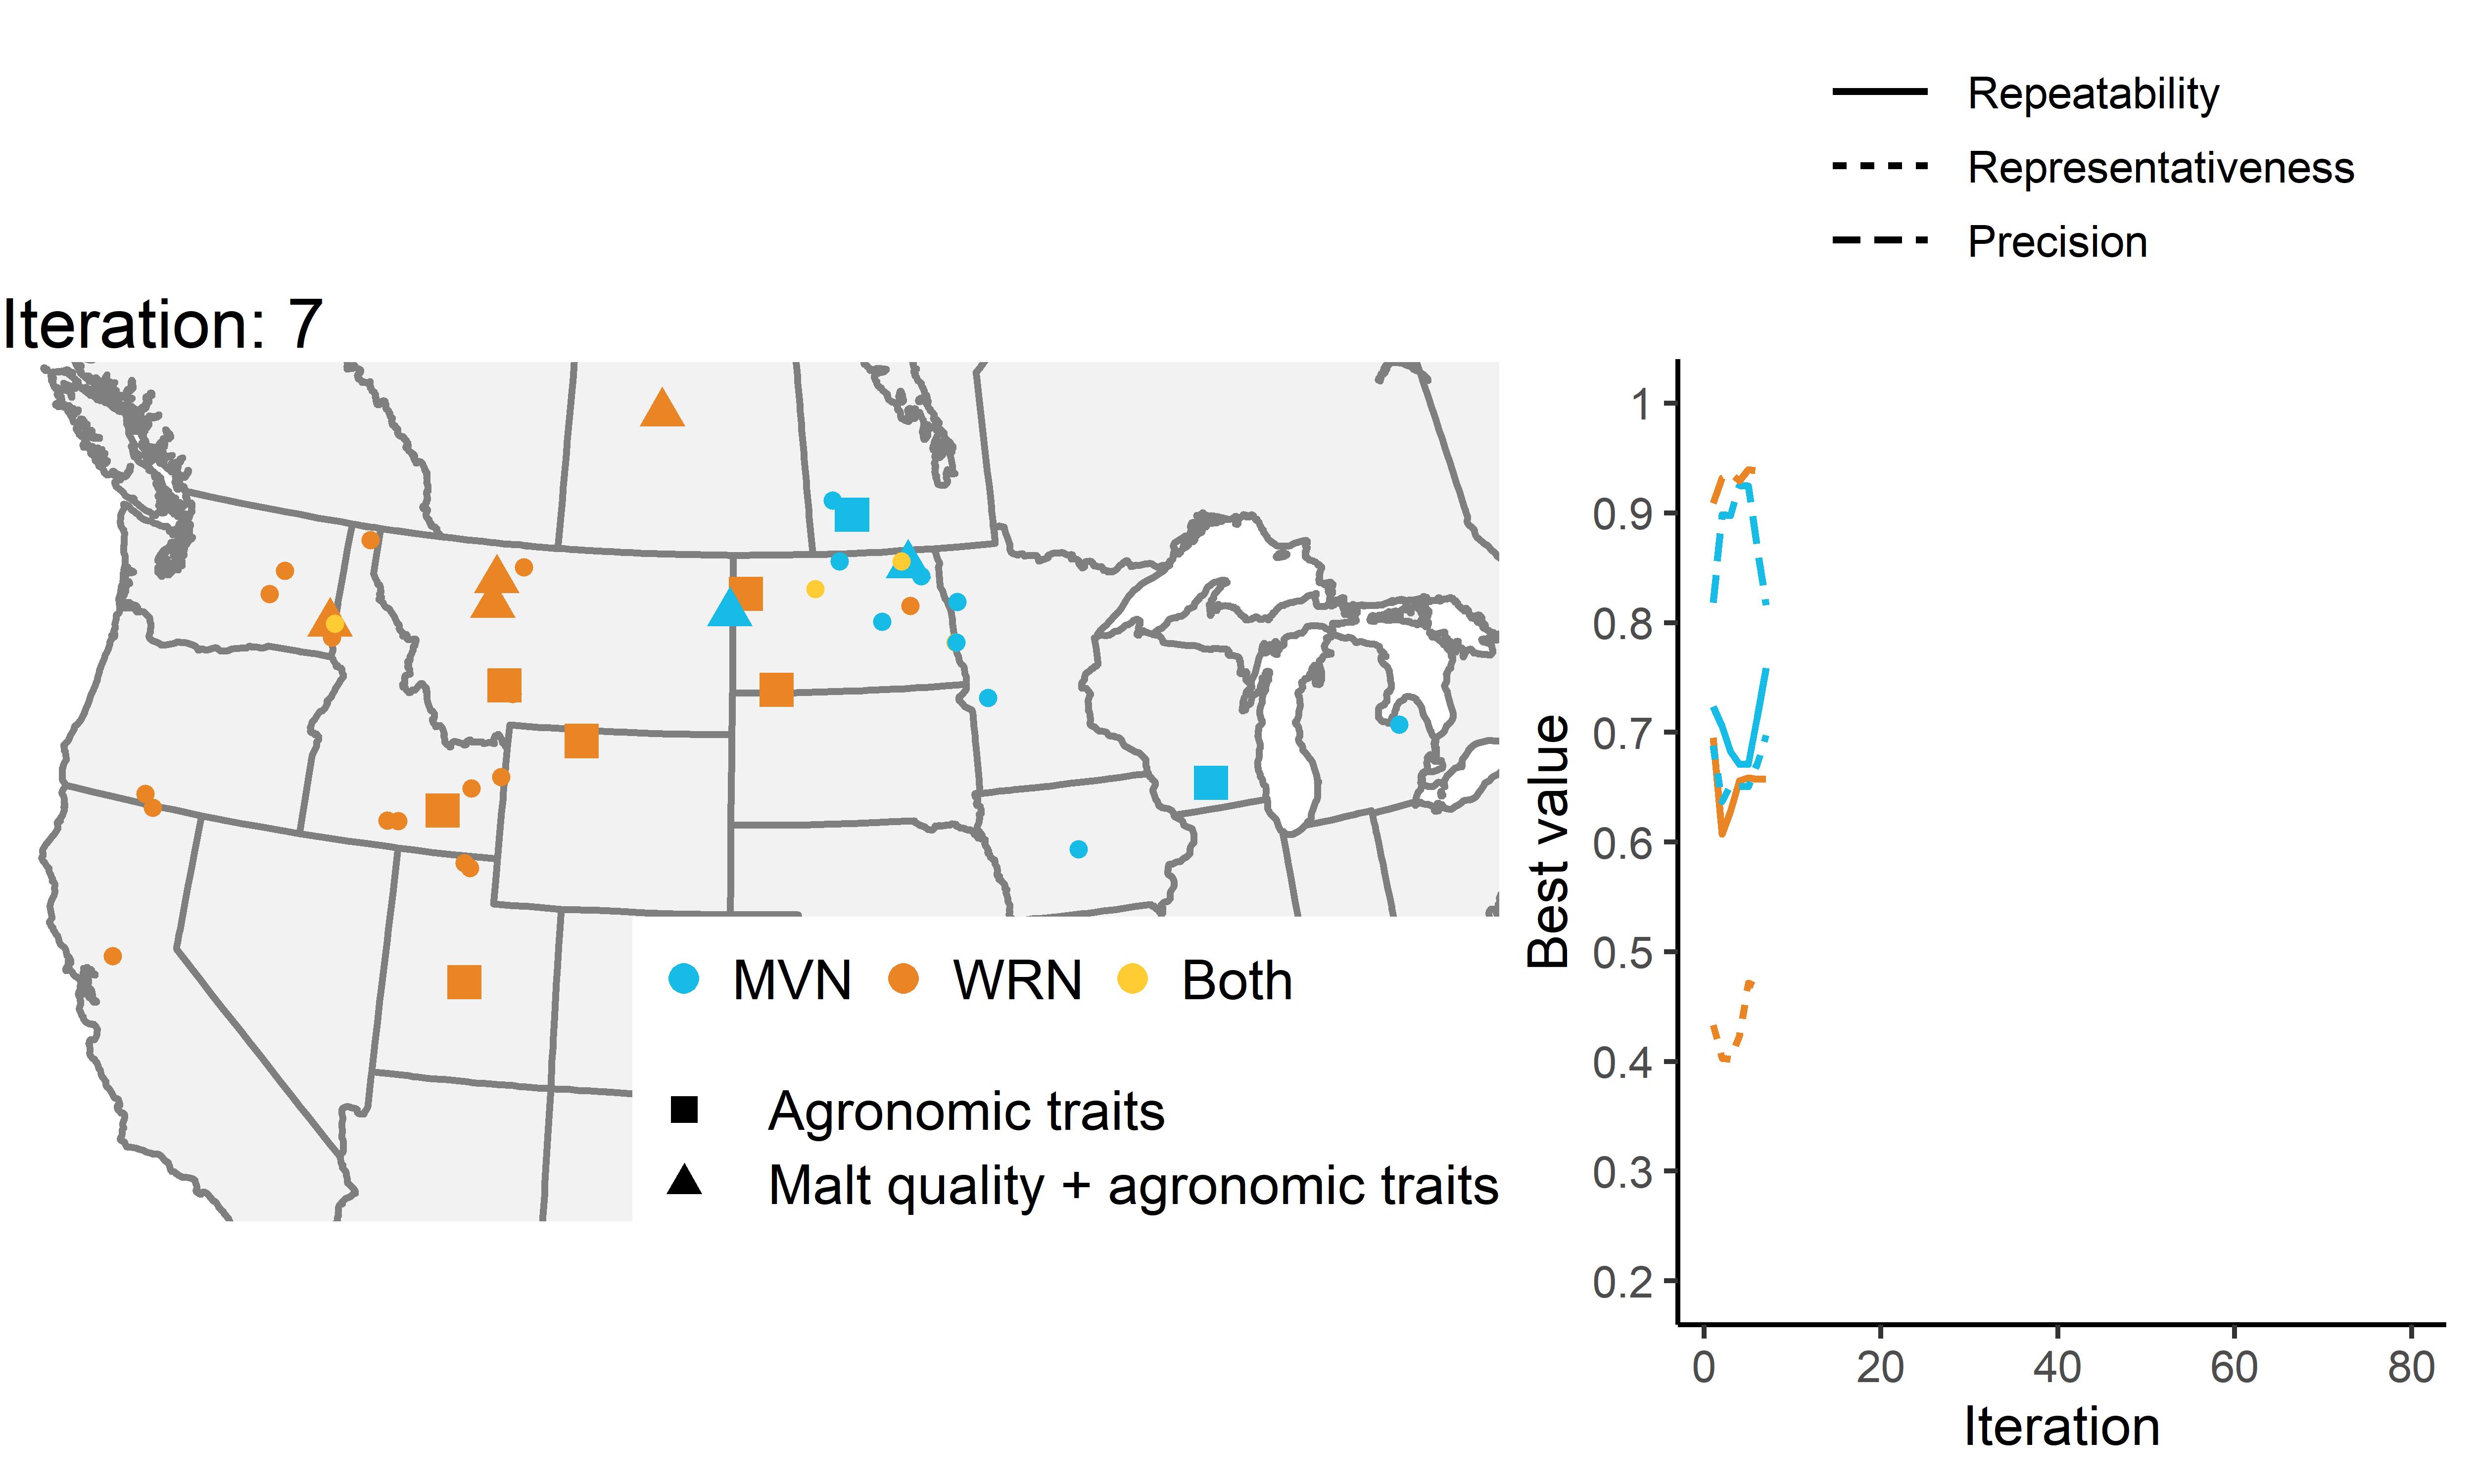 Repeatability
Representativeness
Precision
Iteration: 7
MVN WRN Both
Agronomic traits
Malt quality + agronomic traits
Best value
1
0.9
0.8
0.7
0.6
0.5
0.4
0.3
0.2
0 20 40 60 80
Iteration